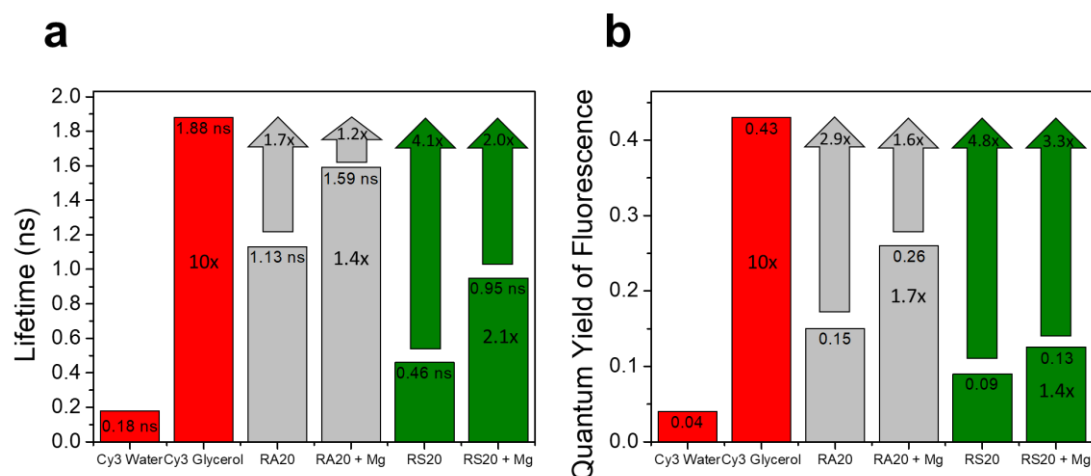 a
b
Lifetime (ns)
2.0
1.8
1.6
1.4
1.2
1.0
0.8
0.6
0.4
0.2
0.0
0.18 ns
1.88 ns
10x
1.7x
1.13 ns
1.2x
1.59 ns
1.4x
4.1x
0.46 ns
2.0x
0.95 ns
2.1x
Cy3 Water
Cy3 Glycerol
RA20
RA20 + Mg
RS20
RS20 + Mg
Quantum Yield of Fluorescence
0.4
0.3
0.2
0.1
0.0
0.04
0.43
10x
2.9x
0.15
1.6x
0.26
1.7x
4.8x
0.09
3.3x
0.13
1.4x
Cy3 Water
Cy3 Glycerol
RA20
RA20 + Mg
RS20
RS20 + Mg